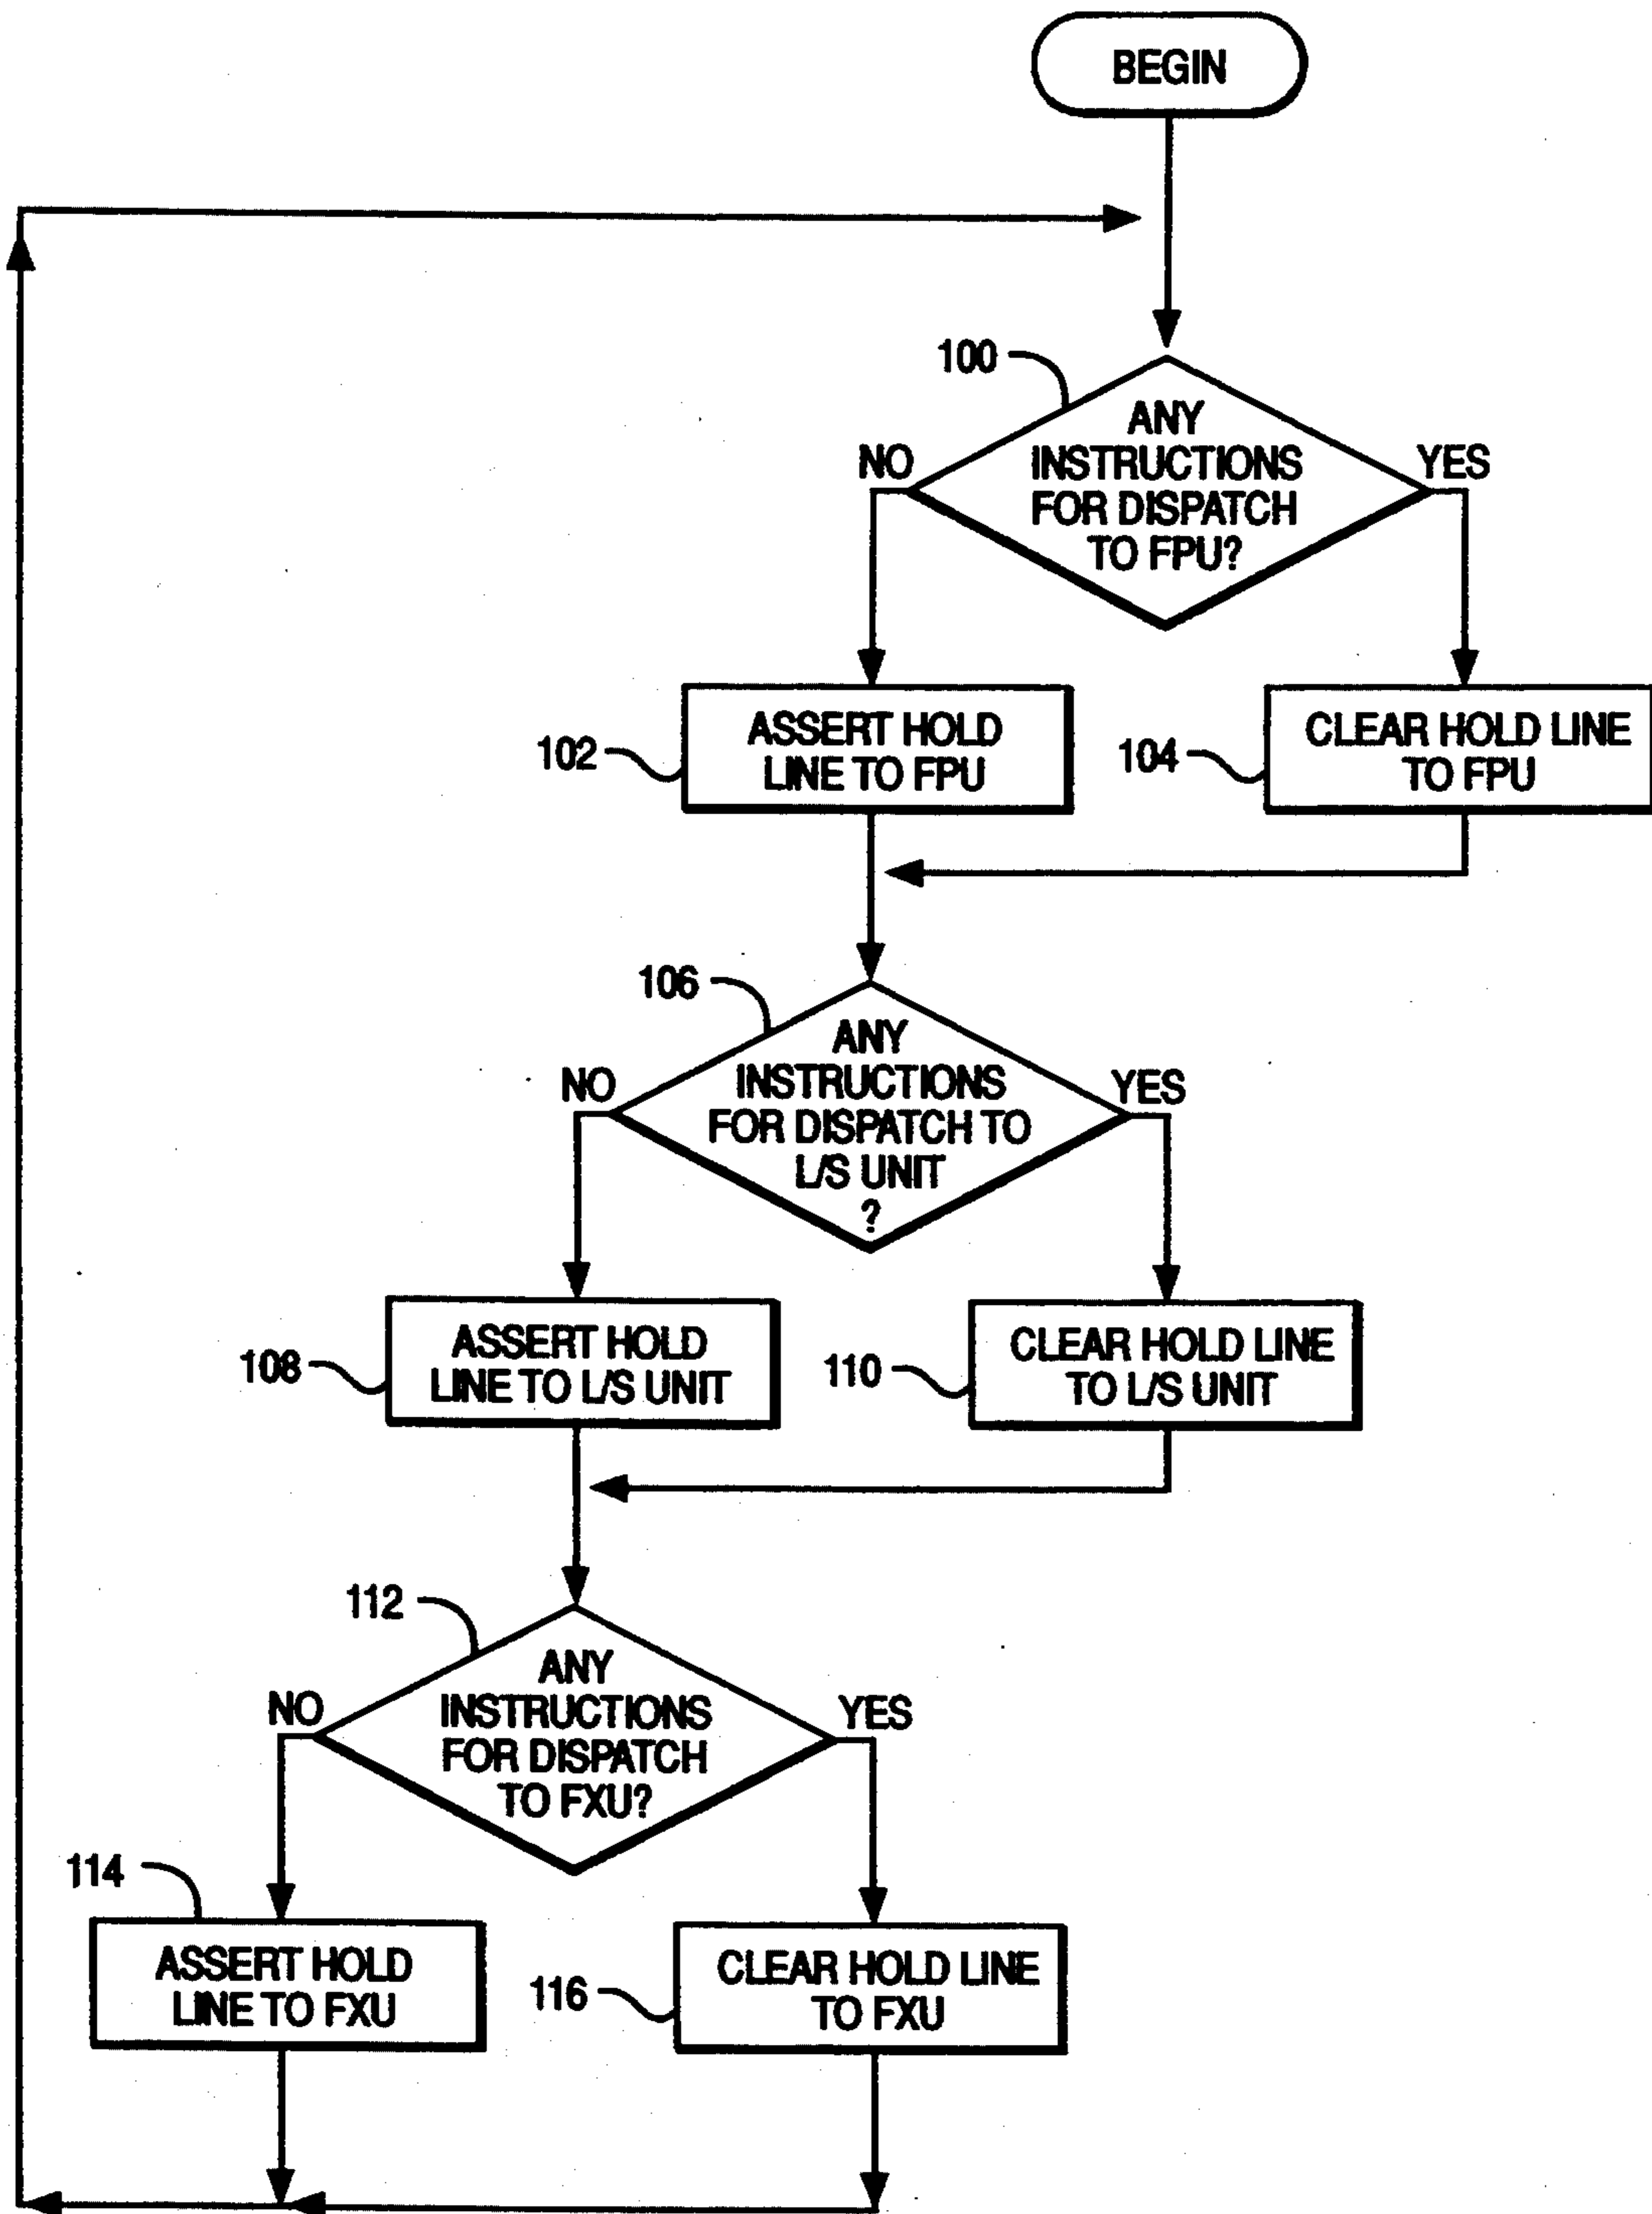 BEGIN
100
ANY
INSTRUCTIONS
FOR DISPATCH
TO FPU?
NO
YES
102
ASSERT HOLD
LINE TO FPU
104
CLEAR HOLD LINE
TO FPU
106
ANY
INSTRUCTIONS
FOR DISPATCH TO
L/S UNIT
?
NO
YES
108
ASSERT HOLD
LINE TO L/S UNIT
110
CLEAR HOLD LINE
TO L/S UNIT
112
ANY
INSTRUCTIONS
FOR DISPATCH
TO FXU?
NO
YES
114
ASSERT HOLD
LINE TO FXU
116
CLEAR HOLD LINE
TO FXU